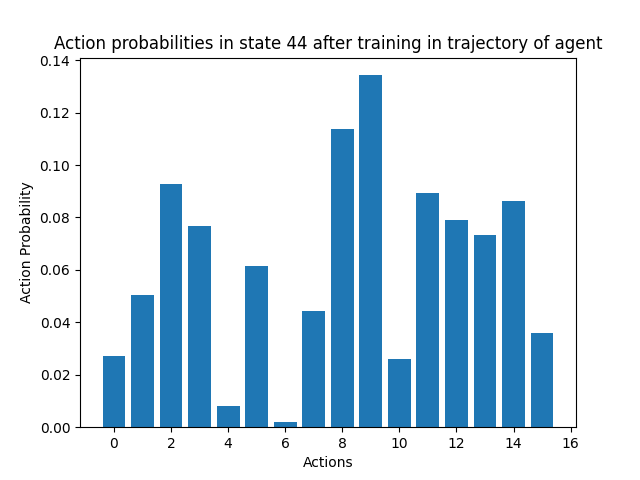 Action probabilities in state 44 after training in trajectory of agent
0.14
0.12
0.10
0.08
0.06
0.04
0.02
0.00
Action Probability
0 2 4 6 8 10 12 14 16
Actions